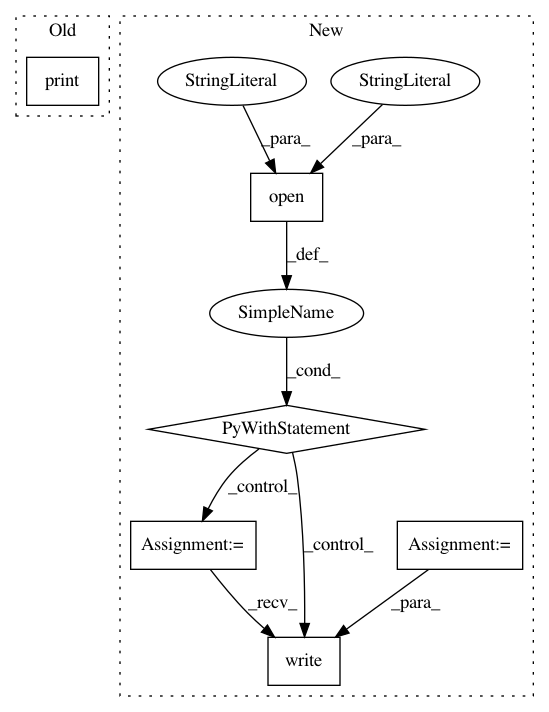 Old
New
print
StringLiteral
StringLiteral
_para_
_para_
open
_def_
SimpleName
_cond_
PyWithStatement
_control_
_control_
Assignment:=
Assignment:=
_recv_
_para_
write